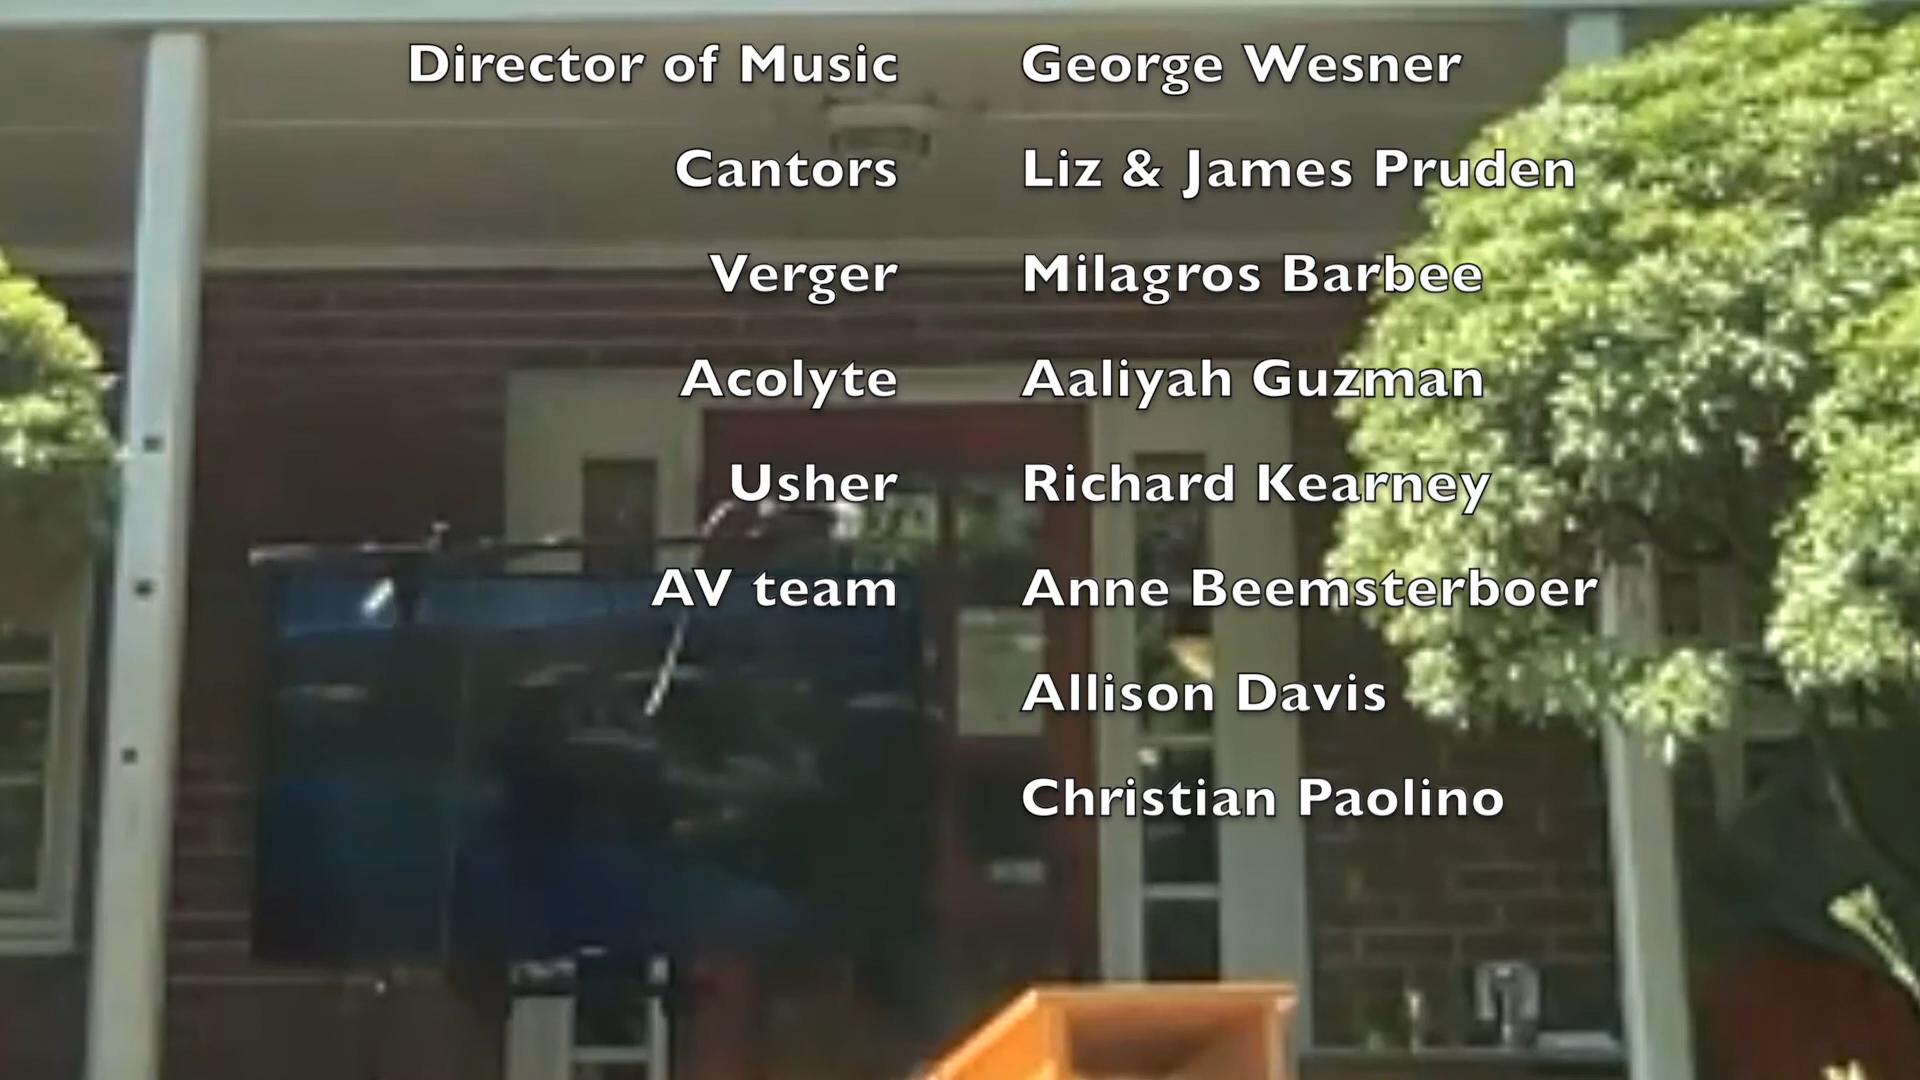 Director of Music George Wesner
Cantors Liz & James Pruden
Verger Milagros Barbee
Acolyte Aaliyah Guzman
Usher Richard Kearney
AV team Anne Beemsterboer
Allison Davis
Christian Paolino